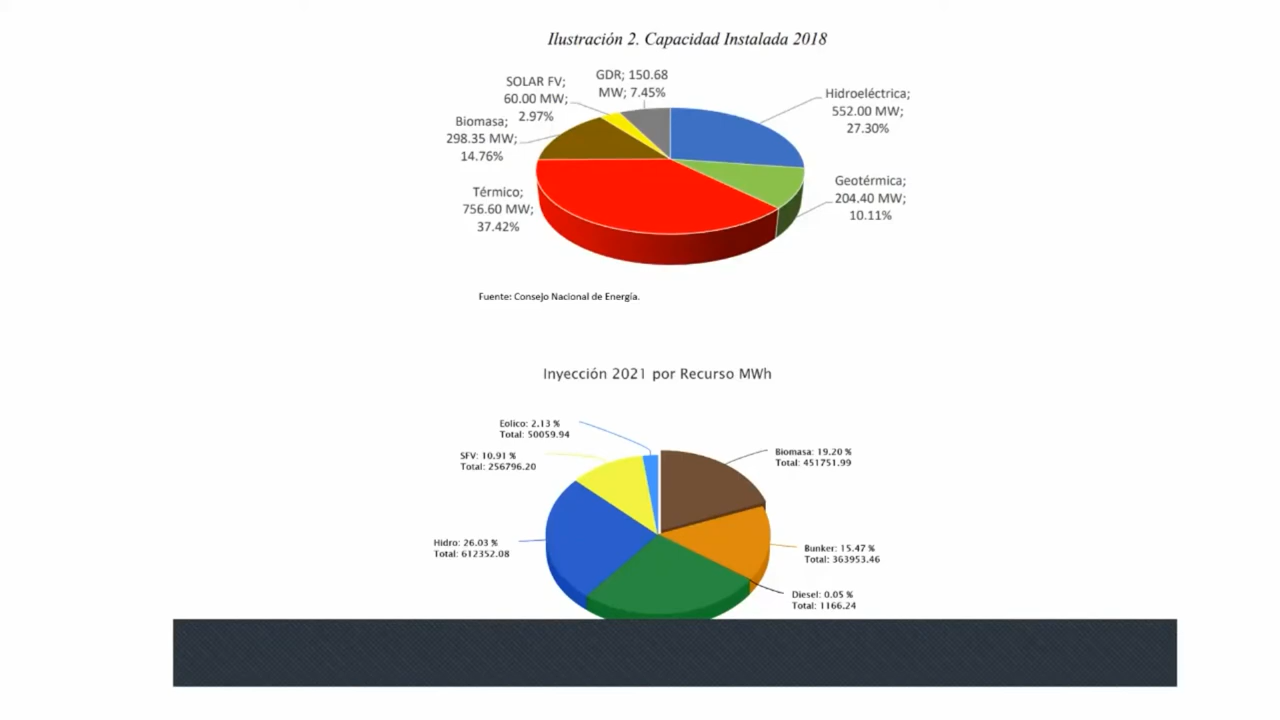 Ilustración 2. Capacidad Instalada 2018
GDR; 150.68
MW; 7.45%
SOLAR FV;
60.00 MW;
2.97%
Hidroeléctrica;
552.00 MW;
27.30%
Biomasa;
298.35 MW;
14.76%
Geotérmica;
204.40 MW;
10.11%
Térmico;
756.60 MW;
37.42%
Fuente: Consejo Nacional de Energía.
Inyección 2021 por Recurso MWh
Eolico: 2.13 %
Total: 50059.94
SFV: 10.91 %
Total: 256796.20
Biomasa: 19.20 %
Total: 451751.99
Hidro: 26.03 %
Total: 612352.08
Bunker: 15.47 %
Total: 363953.46
Diesel: 0.05 %
Total: 1166.24